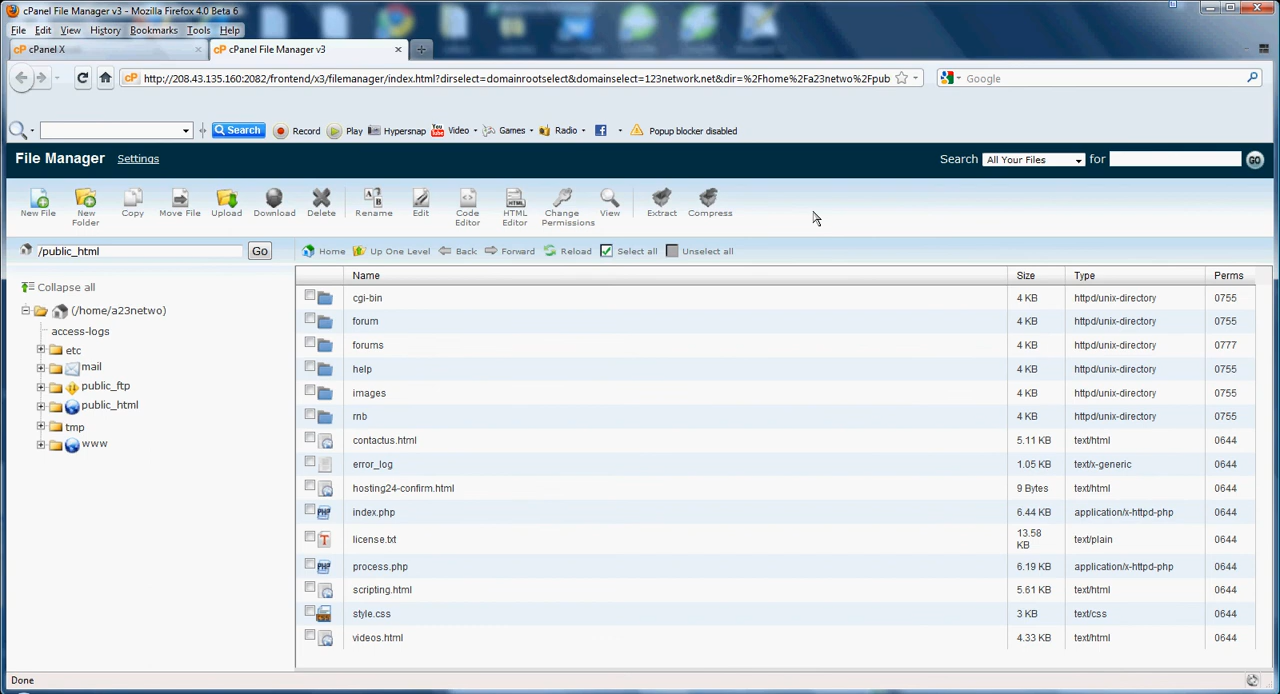 cPanel File Manager v3 - Mozilla Firefox 4.0 Beta 6
File Edit View History Bookmarks Tools Help
cP cPanel X
cP cPanel File Manager v3
cP http://208.43.135.160:2082/frontend/x3/filemanager/index.html?dirselect=domainrootselect&domainselect=123network.net&dir=%2Fhome%2Fa23netwo%2Fpub
Google
Search Record Play Hypersnap You Tube Video Games Radio Popup blocker disabled
File Manager Settings
Search All Your Files for GO
New File New Folder Copy Move File Upload Download Delete Rename Edit Code Editor HTML Editor Change Permissions View Extract Compress
/public_html Go
Home Up One Level Back Forward Reload Select all Unselect all
Collapse all
(/home/a23netwo)
access-logs
etc
mail
public_ftp
public_html
tmp
www
Name Size Type Perms
cgi-bin 4 KB httpd/unix-directory 0755
forum 4 KB httpd/unix-directory 0755
forums 4 KB httpd/unix-directory 0777
help 4 KB httpd/unix-directory 0755
images 4 KB httpd/unix-directory 0755
rnb 4 KB httpd/unix-directory 0755
contactus.html 5.11 KB text/html 0644
error_log 1.05 KB text/x-generic 0644
hosting24-confirm.html 9 Bytes text/html 0644
index.php 6.44 KB application/x-httpd-php 0644
license.txt 13.58 KB text/plain 0644
process.php 6.19 KB application/x-httpd-php 0644
scripting.html 5.61 KB text/html 0644
style.css 3 KB text/css 0644
videos.html 4.33 KB text/html 0644
Done